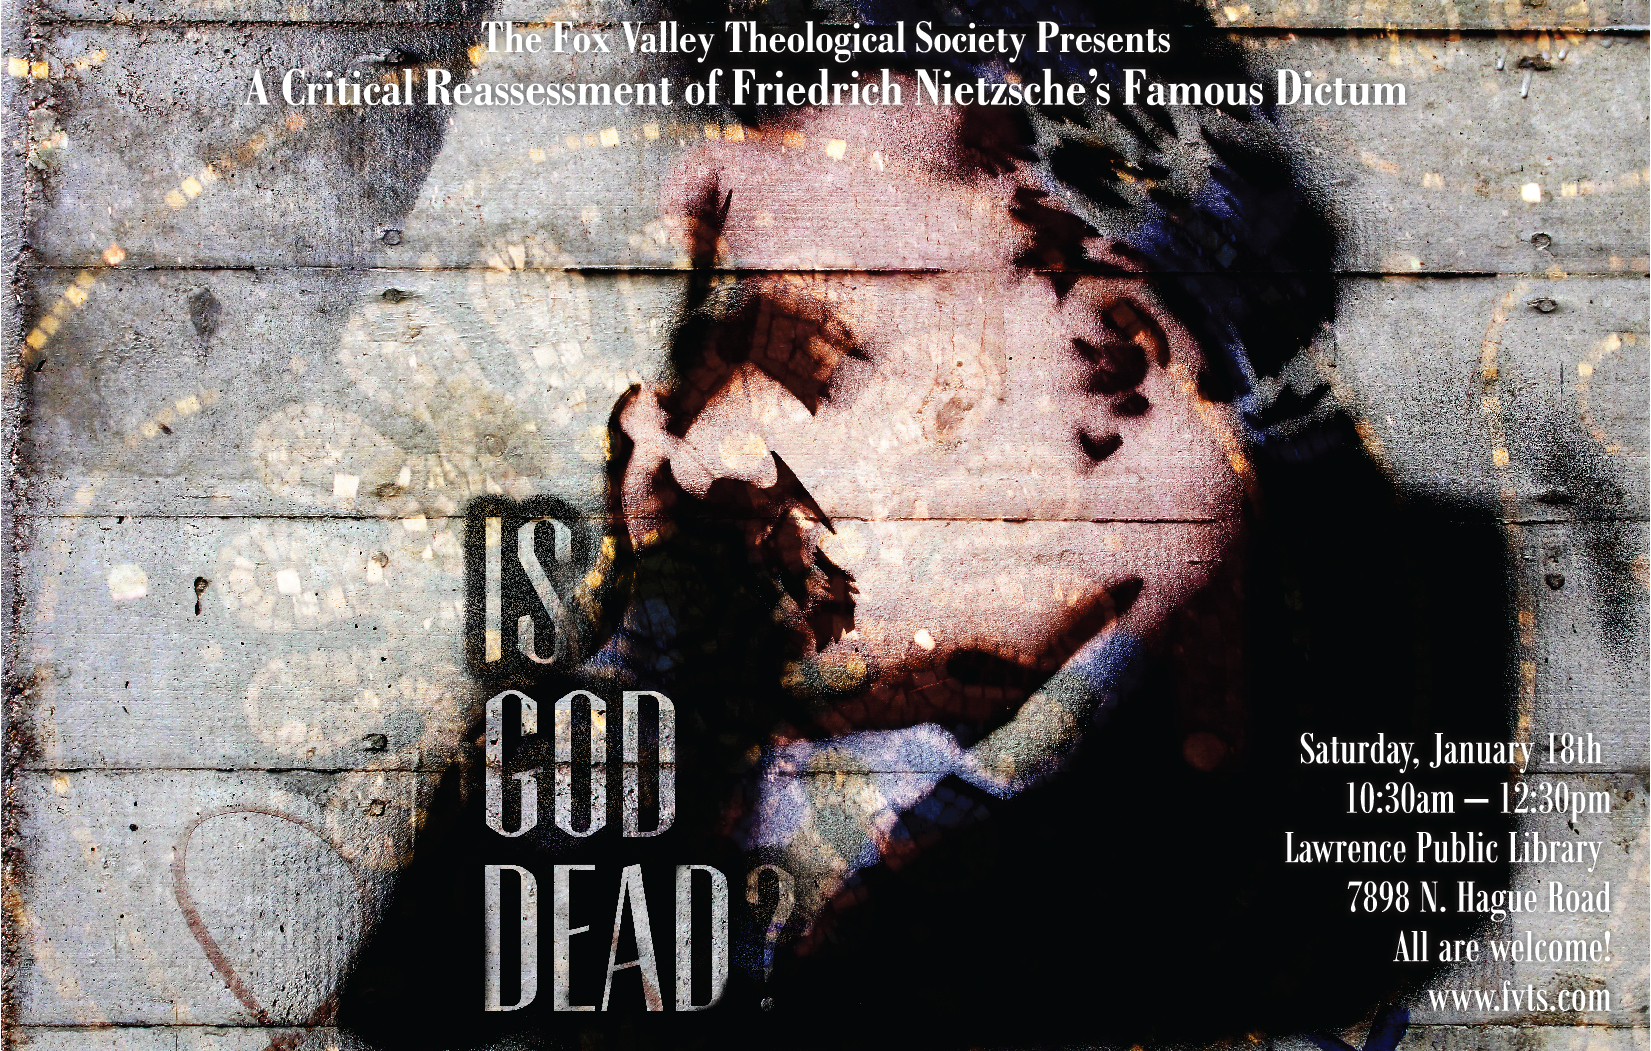 The Fox Valley Theological Society Presents
A Critical Reassessment of Friedrich Nietzsche's Famous Dictum
IS
GOD
DEAD?
Saturday, January 18th
10:30am – 12:30pm
Lawrence Public Library
7898 N. Hague Road
All are welcome!
www.fvts.com